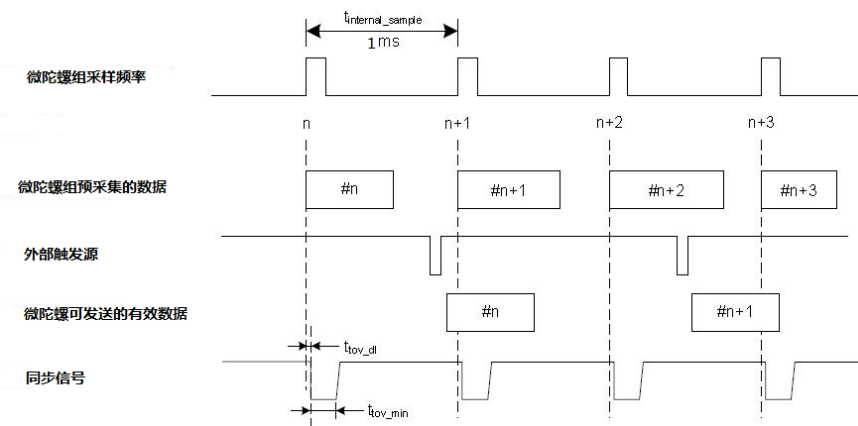 tinternal_sample
1ms
微陀螺组采样频率
n
n+1
n+2
n+3
微陀螺组预采集的数据
#n
#n+1
#n+2
#n+3
外部触发源
微陀螺可发送的有效数据
#n
#n+1
ttov_dl
同步信号
ttov_min